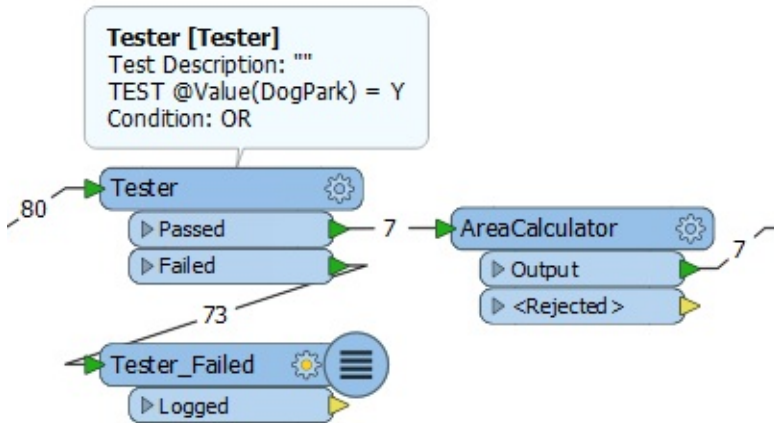 Tester [Tester]
Test Description: ""
TEST @Value(DogPark) = Y
Condition: OR
80
Tester
Passed
7
AreaCalculator
Failed
Output
7
<Rejected>
73
Tester_Failed
Logged